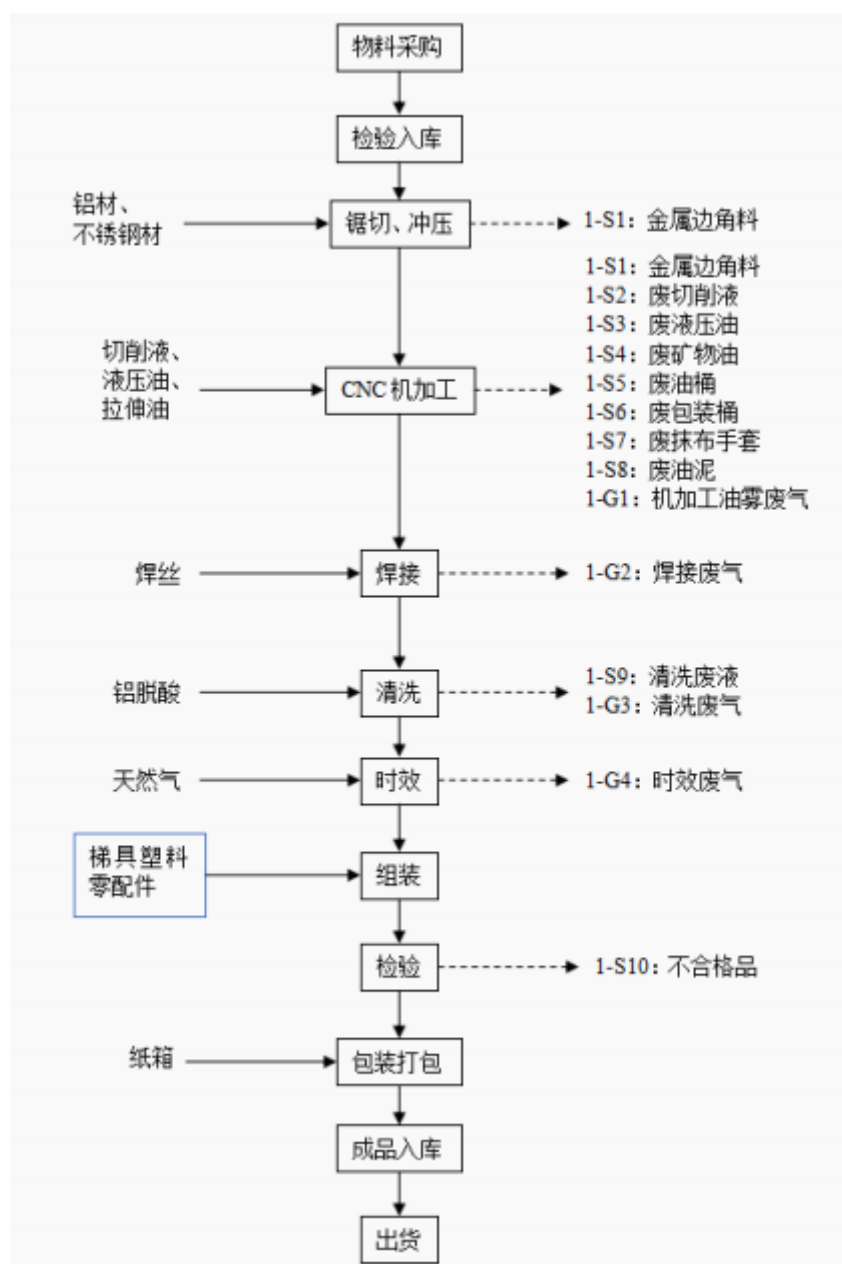 物料采购
检验入库
铝材、
不锈钢材
锯切、冲压
1-S1：金属边角料
1-S1：金属边角料
1-S2：废切削液
1-S3：废液压油
1-S4：废矿物油
1-S5：废油桶
1-S6：废包装桶
1-S7：废抹布手套
1-S8：废油泥
1-G1：机加工油雾废气
切削液、
液压油、
拉伸油
CNC 机加工
焊丝
焊接
1-G2：焊接废气
铝脱酸
清洗
1-S9：清洗废液
1-G3：清洗废气
天然气
时效
1-G4：时效废气
梯具塑料
零配件
组装
检验
1-S10：不合格品
纸箱
包装打包
成品入库
出货